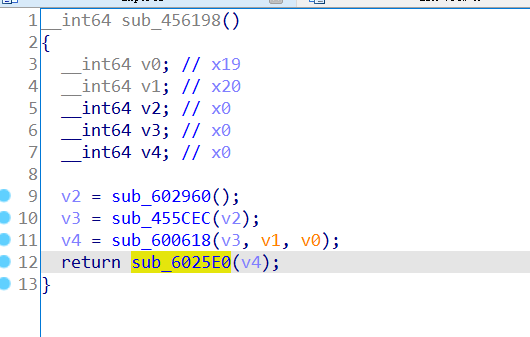 1 __int64 sub_456198()
2 {
3   __int64 v0; // x19
4   __int64 v1; // x20
5   __int64 v2; // x0
6   __int64 v3; // x0
7   __int64 v4; // x0
8
9   v2 = sub_602960();
10   v3 = sub_455CEC(v2);
11   v4 = sub_600618(v3, v1, v0);
12   return sub_6025E0(v4);
13 }